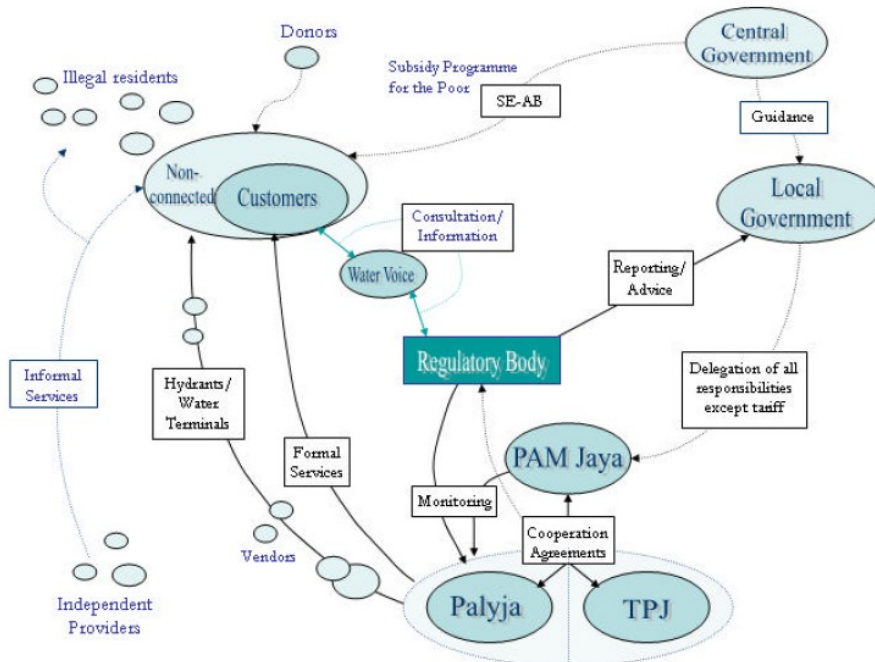 Donors
Central
Government
Illegal residents
Subsidy Programme
for the Poor
SE-AB
Guidance
Non-
connected
Customers
Local
Government
Consultation/
Information
Water Voice
Reporting/
Advice
Regulatory Body
Informal
Services
Hydrants/
Water
Terminals
Delegation of all
responsibilities
except tariff
Formal
Services
PAM Jaya
Monitoring
Cooperation
Agreements
Vendors
Independent
Providers
Palyja
TPJ